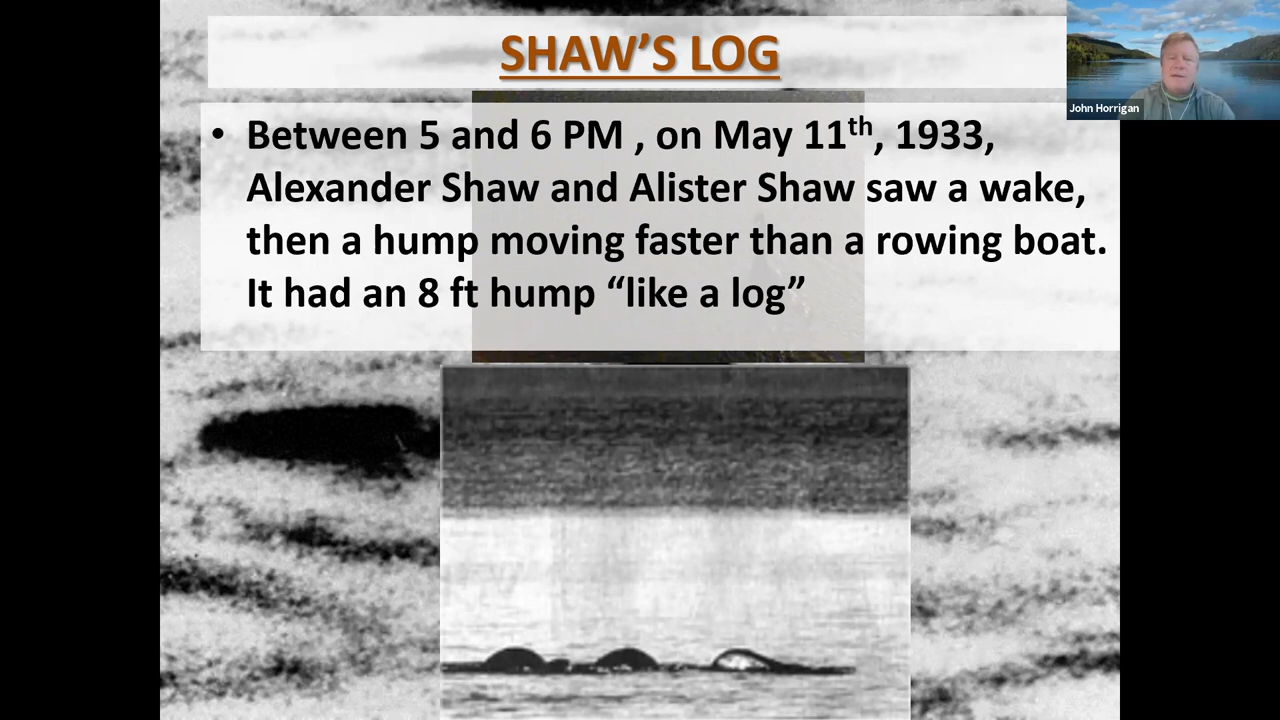 SHAW’S LOG
John Horrigan
• Between 5 and 6 PM , on May 11th, 1933,
Alexander Shaw and Alister Shaw saw a wake,
then a hump moving faster than a rowing boat.
It had an 8 ft hump “like a log”